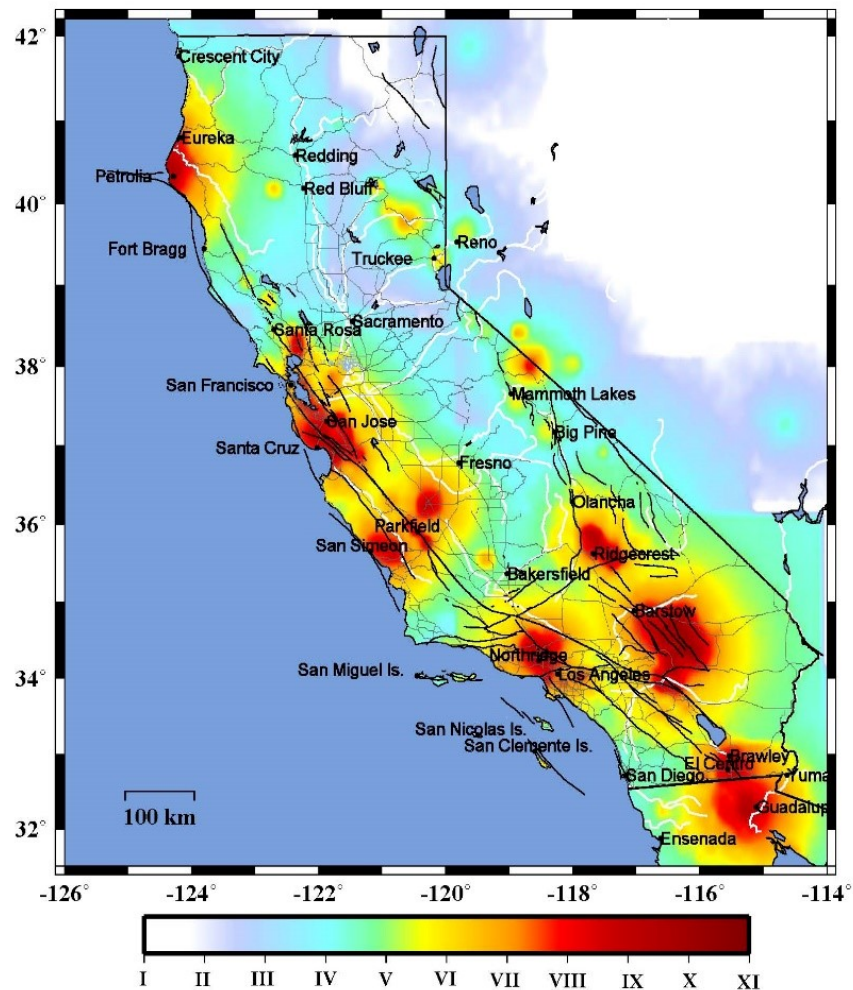 42°
Crescent City
Eureka
Redding
Petrolia
Red Bluff
40°
Reno
Fort Bragg
Truckee
Sacramento
Santa Rosa
38°
San Francisco
Mammoth Lakes
San Jose
Big Pine
Santa Cruz
Fresno
Olancha
36°
Parkfield
San Simeon
Ridgecrest
Bakersfield
Barstow
Northridge
34°
San Miguel Is.
Los Angeles
San Nicolas Is.
San Clemente Is.
Brawley
El Centro
San Diego
Yuma
100 km
Guadalup
32°
Ensenada
-126° -124° -122° -120° -118° -116° -114°
I II III IV V VI VII VIII IX X XI